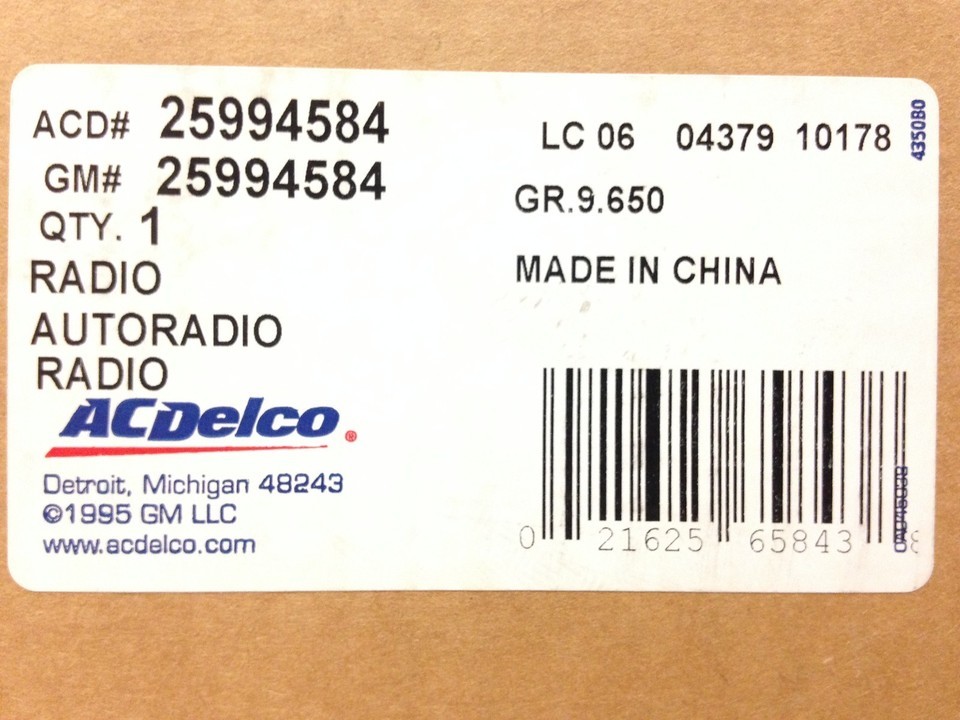 ACD# 25994584
GM# 25994584
QTY. 1
RADIO
AUTORADIO
RADIO
ACDelco®
Detroit, Michigan 48243
©1995 GM LLC
www.acdelco.com
LC 06 04379 10178
GR.9.650
MADE IN CHINA
0 21625 65843
4350B0